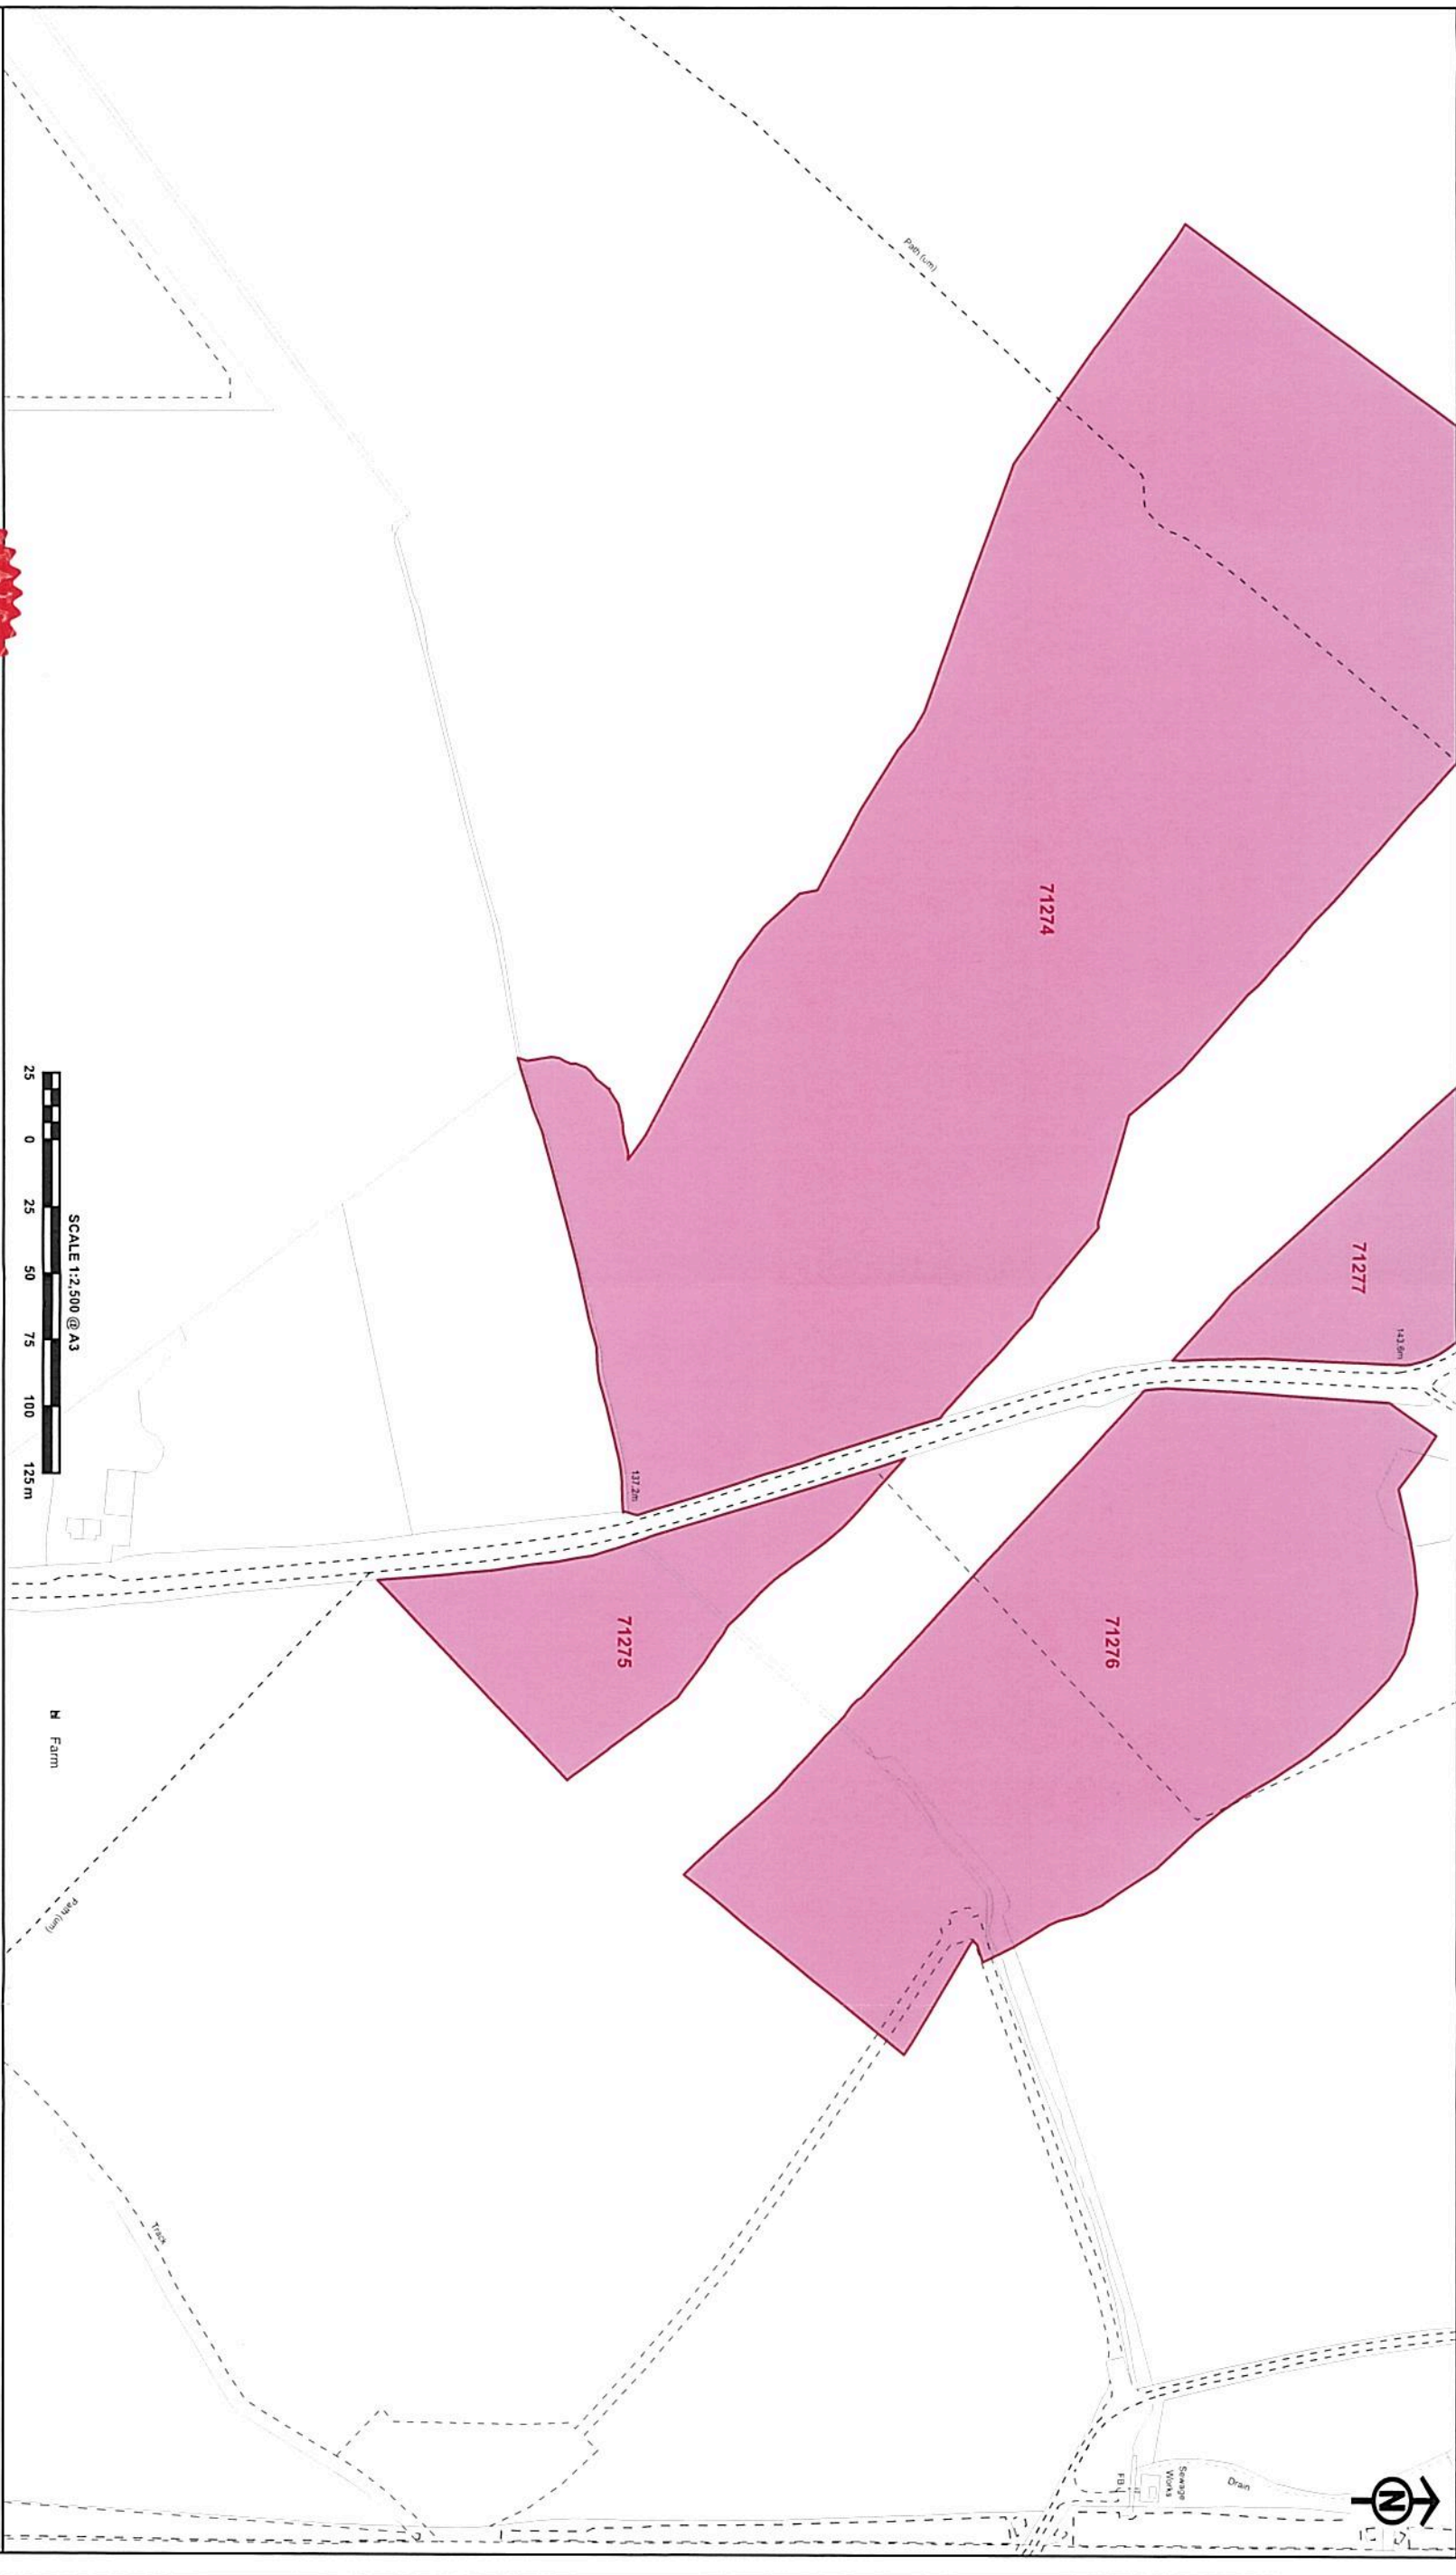 Path (um)
71274
71277
143.6m
137.2m
71275
71276
SCALE 1:2,500 @ A3
25 0 25 50 75 100 125 m
Farm
Path (um)
Track
Drain
Sewage
Works
FB
N